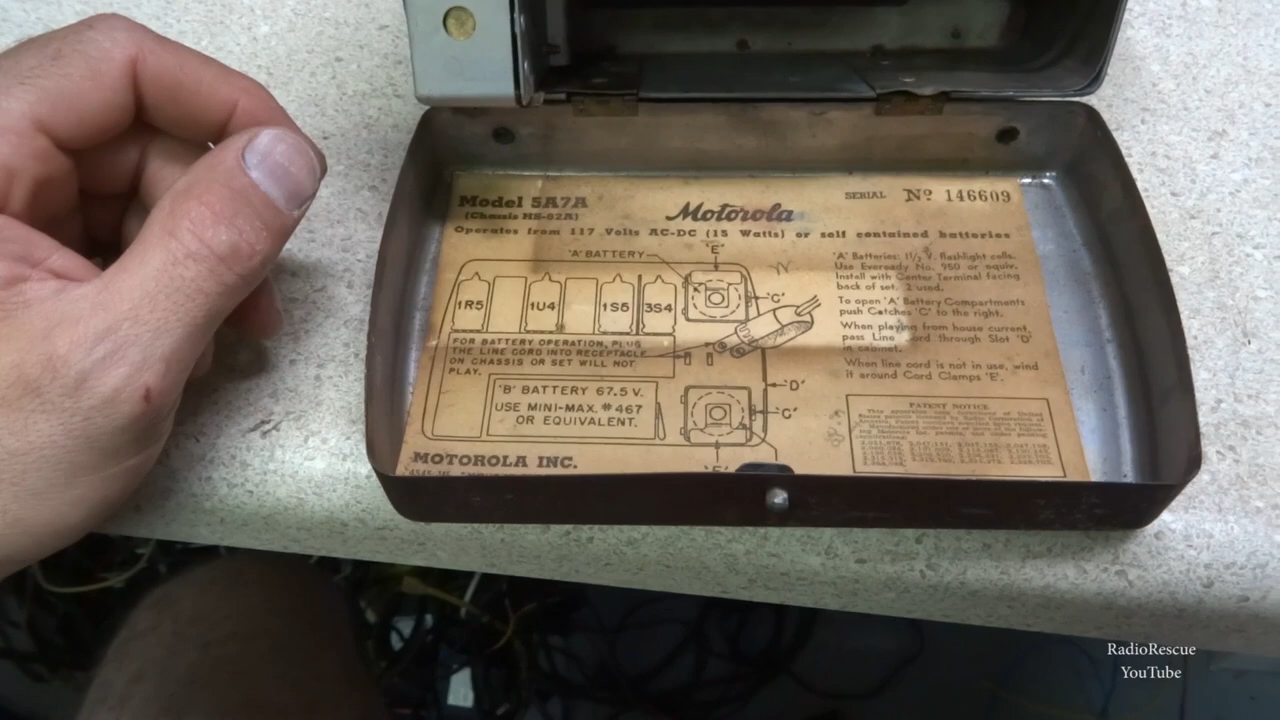 Model 5A7A
(Chassis HS-62A)
Motorola
SERIAL Nº 146609
Operates from 117 Volts AC-DC (15 Watts) or self contained batteries
'A' BATTERY
'E'
'C'
1R5
1U4
1S5
3S4
FOR BATTERY OPERATION, PLUG
THE LINE CORD INTO RECEPTACLE
ON CHASSIS OR SET WILL NOT
PLAY.
'D'
'B' BATTERY 67.5 V.
USE MINI-MAX. #467
OR EQUIVALENT.
'C'
'E'
MOTOROLA INC.
'A' Batteries: 1½ V. flashlight cells.
Use Eveready No. 950 or equiv.
Install with Center Terminal facing
back of set. 2 used.
To open 'A' Battery Compartments
push Catches 'C' to the right.
When playing from house current,
pass Line Cord through Slot 'D'
in cabinet.
When line cord is not in use, wind
it around Cord Clamps 'E'.
PATENT NOTICE
RadioRescue
YouTube